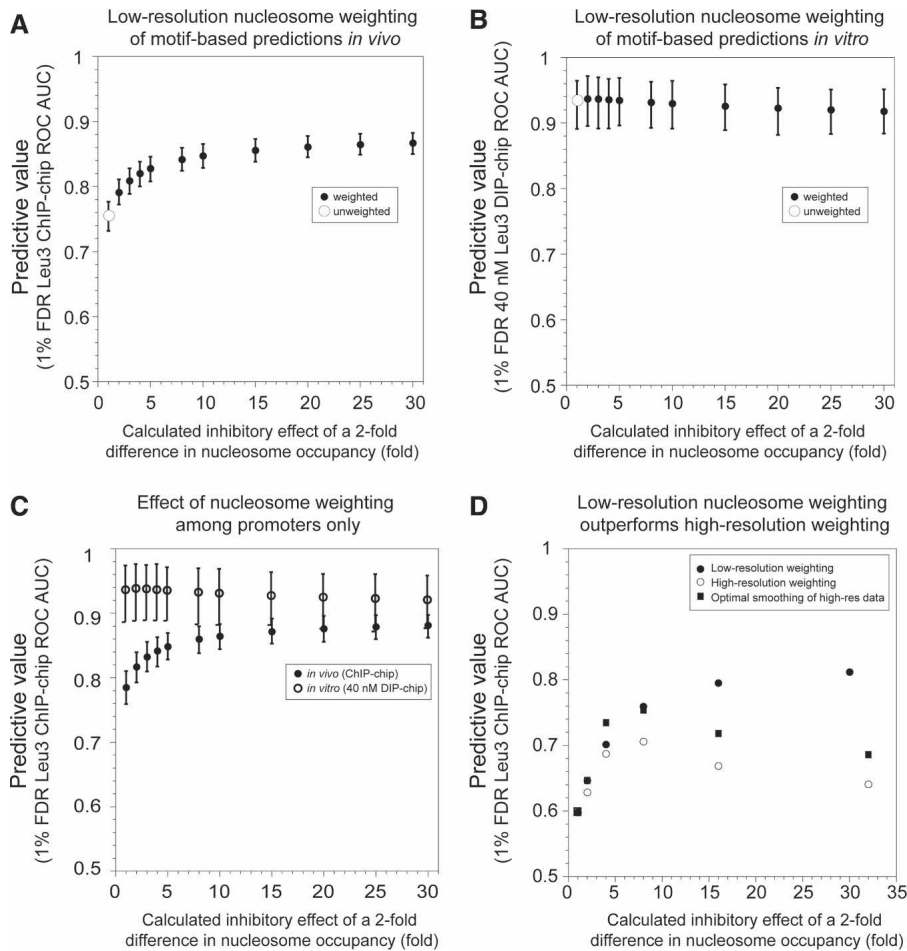 A
Low-resolution nucleosome weighting
of motif-based predictions in vivo
Predictive value
(1% FDR Leu3 ChIP-chip ROC AUC)
1
0.9
0.8
0.7
0.6
0.5
weighted
unweighted
0 5 10 15 20 25 30
Calculated inhibitory effect of a 2-fold
difference in nucleosome occupancy (fold)
B
Low-resolution nucleosome weighting
of motif-based predictions in vitro
Predictive value
(1% FDR 40 nM Leu3 DIP-chip ROC AUC)
1
0.9
0.8
0.7
0.6
0.5
weighted
unweighted
0 5 10 15 20 25 30
Calculated inhibitory effect of a 2-fold
difference in nucleosome occupancy (fold)
C
Effect of nucleosome weighting
among promoters only
Predictive value
(1% FDR Leu3 ChIP-chip ROC AUC)
1
0.9
0.8
0.7
0.6
0.5
in vivo (ChIP-chip)
in vitro (40 nM DIP-chip)
0 5 10 15 20 25 30
Calculated inhibitory effect of a 2-fold
difference in nucleosome occupancy (fold)
D
Low-resolution nucleosome weighting
outperforms high-resolution weighting
Predictive value
(1% FDR Leu3 ChIP-chip ROC AUC)
1
0.9
0.8
0.7
0.6
0.5
Low-resolution weighting
High-resolution weighting
Optimal smoothing of high-res data
0 5 10 15 20 25 30 35
Calculated inhibitory effect of a 2-fold
difference in nucleosome occupancy (fold)